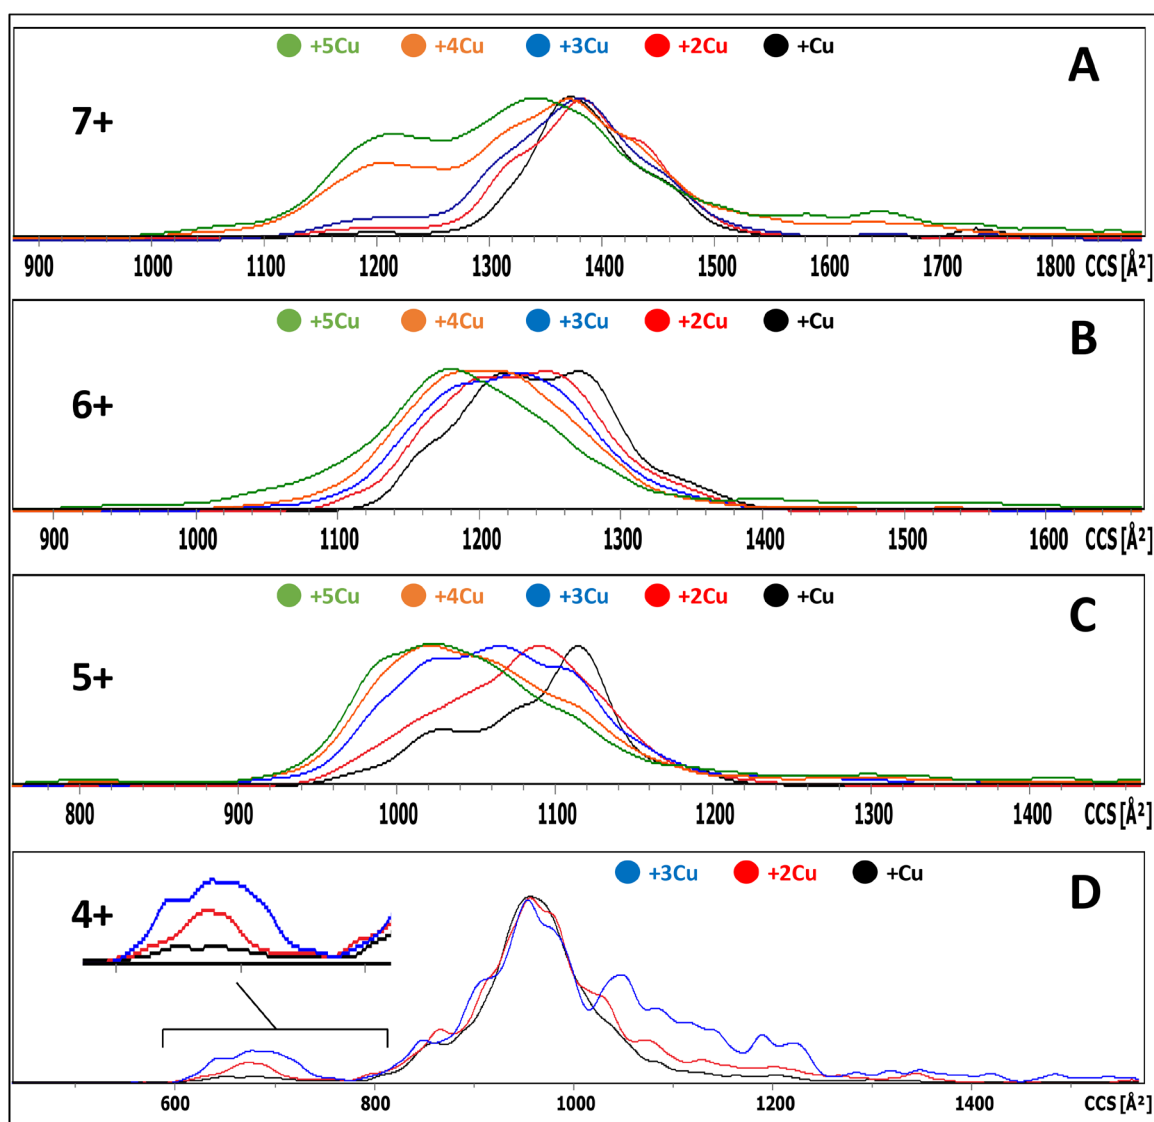 +5Cu +4Cu +3Cu +2Cu +Cu
A
7+
900 1000 1100 1200 1300 1400 1500 1600 1700 1800 CCS[Å²]
+5Cu +4Cu +3Cu +2Cu +Cu
B
6+
900 1000 1100 1200 1300 1400 1500 1600 CCS[Å²]
+5Cu +4Cu +3Cu +2Cu +Cu
C
5+
800 900 1000 1100 1200 1300 1400 CCS[Å²]
+3Cu +2Cu +Cu
D
4+
600 800 1000 1200 1400 CCS[Å²]